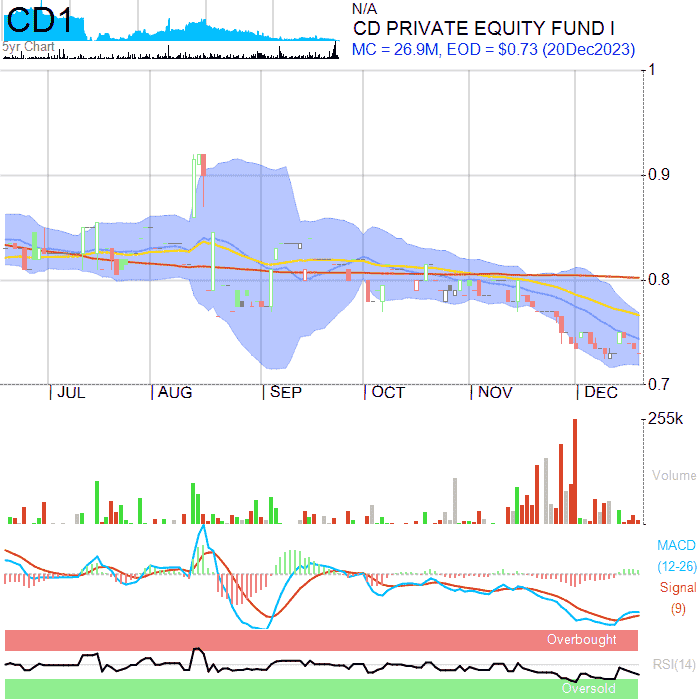 CD1
5yr Chart
N/A
CD PRIVATE EQUITY FUND I
MC = 26.9M, EOD = $0.73 (20Dec2023)
1
0.9
0.8
0.7
JUL AUG SEP OCT NOV DEC
255k
Volume
MACD
(12-26)
Signal
(9)
Overbought
RSI(14)
Oversold